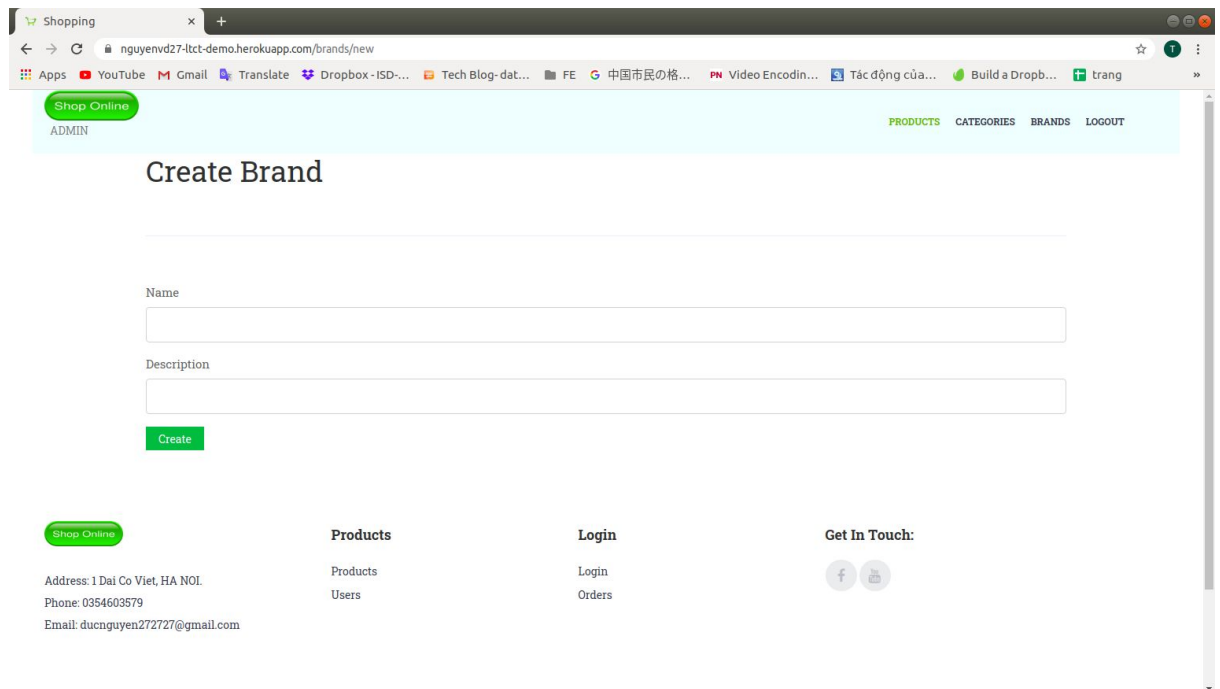 Shopping
nguyenvd27-ltct-demo.herokuapp.com/brands/new
T
Apps YouTube Gmail Translate Dropbox - ISD-... Tech Blog- dat... FE 中国市民の格... PN Video Encodin... Tác động của... Build a Dropb... trang »
Shop Online
ADMIN
PRODUCTS CATEGORIES BRANDS LOGOUT
Create Brand
Name
Description
Create
Shop Online
Address: 1 Dai Co Viet, HA NOI.
Phone: 0354603579
Email: ducnguyen272727@gmail.com
Products
Products
Users
Login
Login
Orders
Get In Touch: